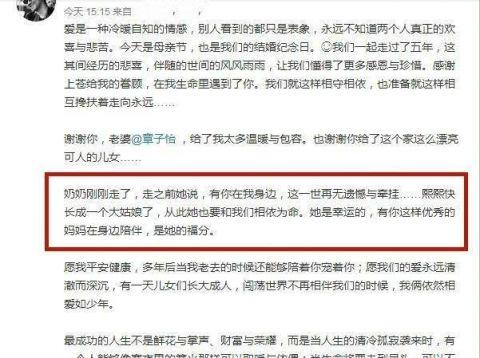 今天 15:15 来自
爱是一种冷暖自知的情感，别人看到的都只是表象，永远不知道两个人真正的欢
喜与悲苦。今天是母亲节，也是我们的结婚纪念日。我们一起走过了五年，这
其间经历的悲喜，伴随的世间的风风雨雨，让我们懂得了更多感恩与珍惜。感谢
上苍给我的眷顾，在我生命里遇到了你。我们就这样相守相依，也准备就这样相
互搀扶着走向永远……
谢谢你，老婆@章子怡 ，给了我太多温暖与包容。也谢谢你给了这个家这么漂亮
可人的儿女……
奶奶刚刚走了，走之前她说，有你在我身边，这一世再无遗憾与牵挂……熙熙快
长成一个大姑娘了，从此她也要和我们相依为命。她是幸运的，有你这样优秀的
妈妈在身边陪伴，是她的福分。
愿我平安健康，多年后当我老去的时候还能够陪着你宠着你；愿我们的爱永远清
澈而深沉，有一天儿女们长大成人，闯荡世界不再相伴我们的时候，我俩依然相
爱如少年。
最成功的人生不是鲜花与掌声、财富与荣耀，而是当人生的清冷孤寂袭来时，有